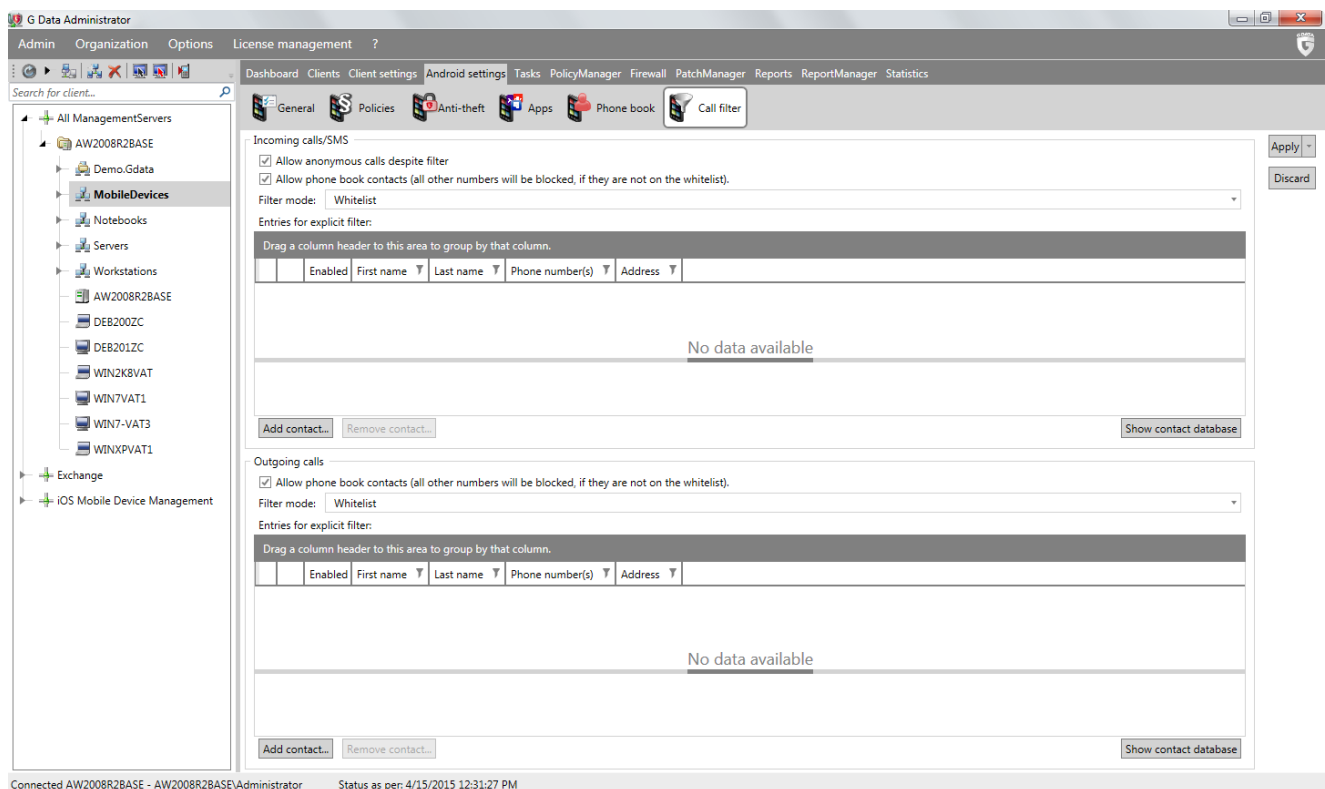 G Data Administrator
Admin Organization Options License management ?
Dashboard Clients Client settings Android settings Tasks PolicyManager Firewall PatchManager Reports ReportManager Statistics
Search for client...
General Policies Anti-theft Apps Phone book Call filter
All ManagementServers
AW2008R2BASE
Demo.Gdata
MobileDevices
Notebooks
Servers
Workstations
AW2008R2BASE
DEB200ZC
DEB201ZC
WIN2K8VAT
WIN7VAT1
WIN7-VAT3
WINXPVAT1
Exchange
iOS Mobile Device Management
Incoming calls/SMS
Allow anonymous calls despite filter
Allow phone book contacts (all other numbers will be blocked, if they are not on the whitelist).
Filter mode: Whitelist
Entries for explicit filter:
Drag a column header to this area to group by that column.
Enabled First name Last name Phone number(s) Address
No data available
Add contact... Remove contact... Show contact database
Outgoing calls
Allow phone book contacts (all other numbers will be blocked, if they are not on the whitelist).
Filter mode: Whitelist
Entries for explicit filter:
Drag a column header to this area to group by that column.
Enabled First name Last name Phone number(s) Address
No data available
Add contact... Remove contact... Show contact database
Apply
Discard
Connected AW2008R2BASE - AW2008R2BASE\Administrator Status as per: 4/15/2015 12:31:27 PM